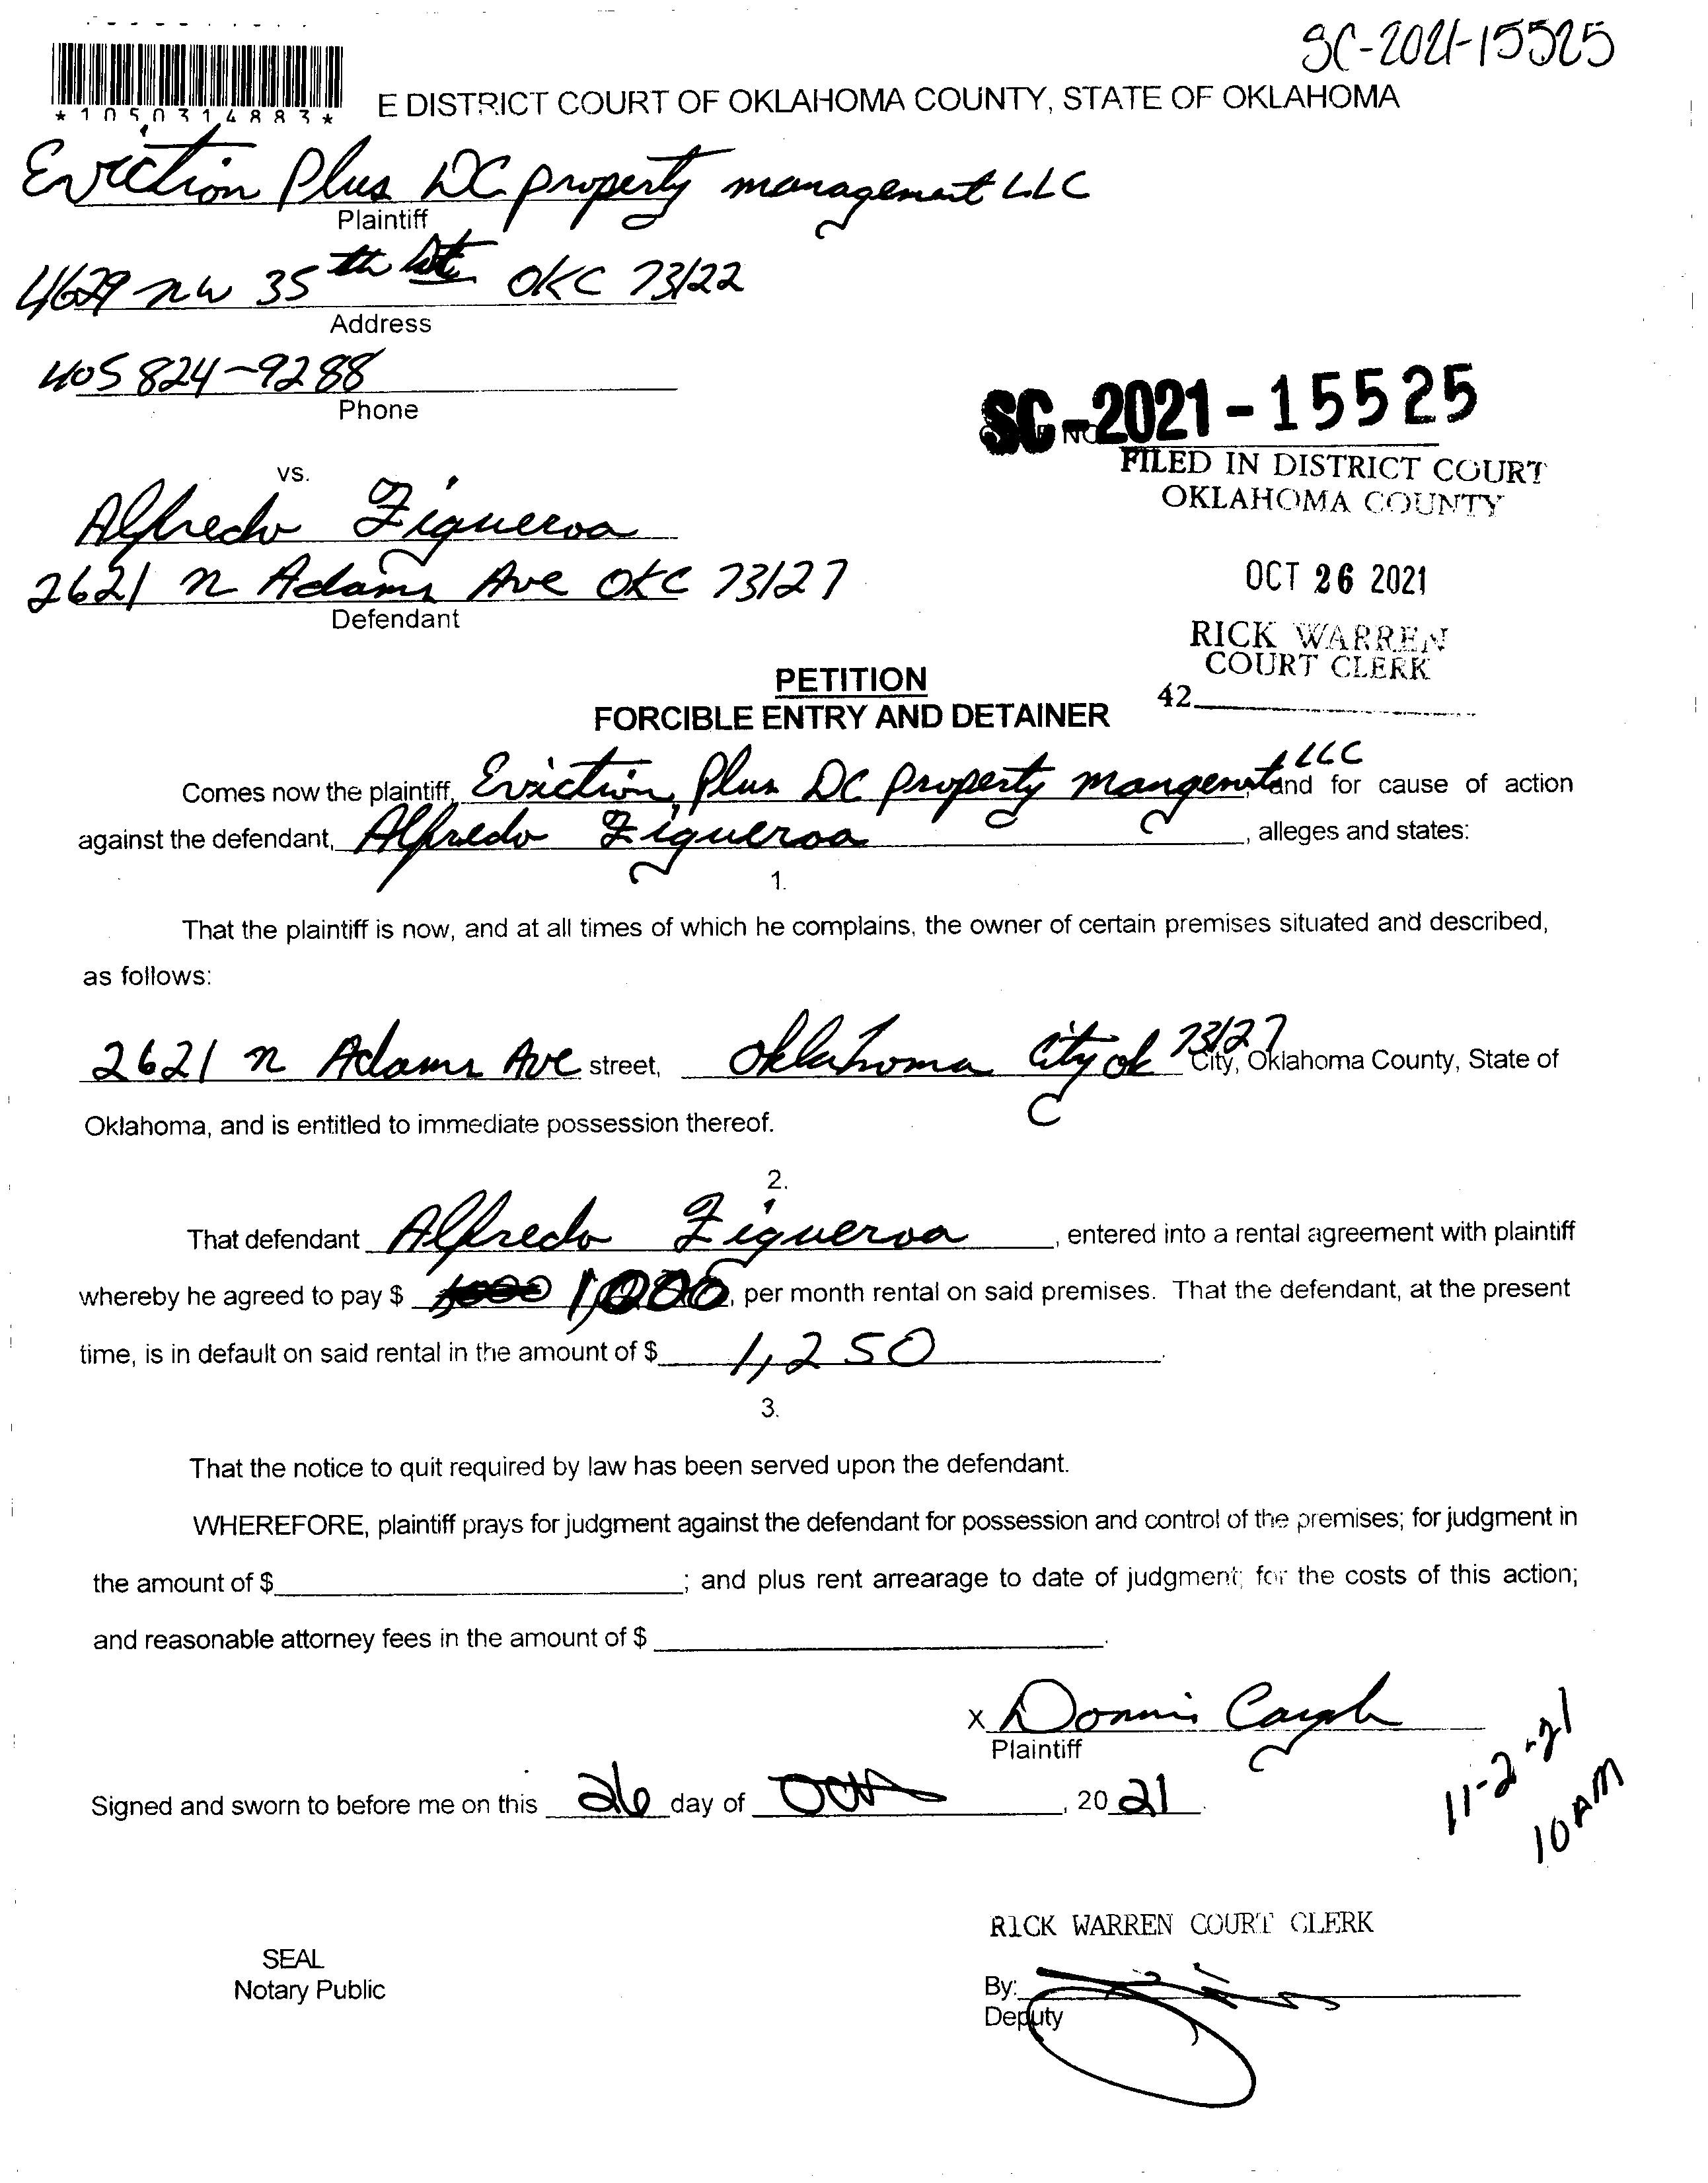 SC-2021-15525
*1050314883*
E DISTRICT COURT OF OKLAHOMA COUNTY, STATE OF OKLAHOMA
Eviction Plus DC property management LLC
Plaintiff
4629 nw 35th St OKC 73122
Address
405 824-9288
Phone
SC-2021-15525
FILED IN DISTRICT COURT
OKLAHOMA COUNTY
OCT 26 2021
RICK WARREN
COURT CLERK
42
vs.
Alfredo Figueroa
2621 n Adams Ave OKC 73127
Defendant
PETITION
FORCIBLE ENTRY AND DETAINER
Comes now the plaintiff, Eviction Plus DC property LLC and for cause of action
against the defendant, Alfredo Figueroa, alleges and states:
1.
That the plaintiff is now, and at all times of which he complains, the owner of certain premises situated and described,
as follows:
2621 n Adams Ave street, Oklahoma City ok 73127 City, Oklahoma County, State of
Oklahoma, and is entitled to immediate possession thereof.
2.
That defendant Alfredo Figueroa, entered into a rental agreement with plaintiff
whereby he agreed to pay $ 1,000, per month rental on said premises. That the defendant, at the present
time, is in default on said rental in the amount of $ 1,250.
3.
That the notice to quit required by law has been served upon the defendant.
WHEREFORE, plaintiff prays for judgment against the defendant for possession and control of the premises; for judgment in
the amount of $; and plus rent arrearage to date of judgment; for the costs of this action;
and reasonable attorney fees in the amount of $.
X
Plaintiff
Signed and sworn to before me on this 26 day of, 2021.
11-2-21
10 AM
RICK WARREN COURT CLERK
SEAL
Notary Public
By:
Deputy